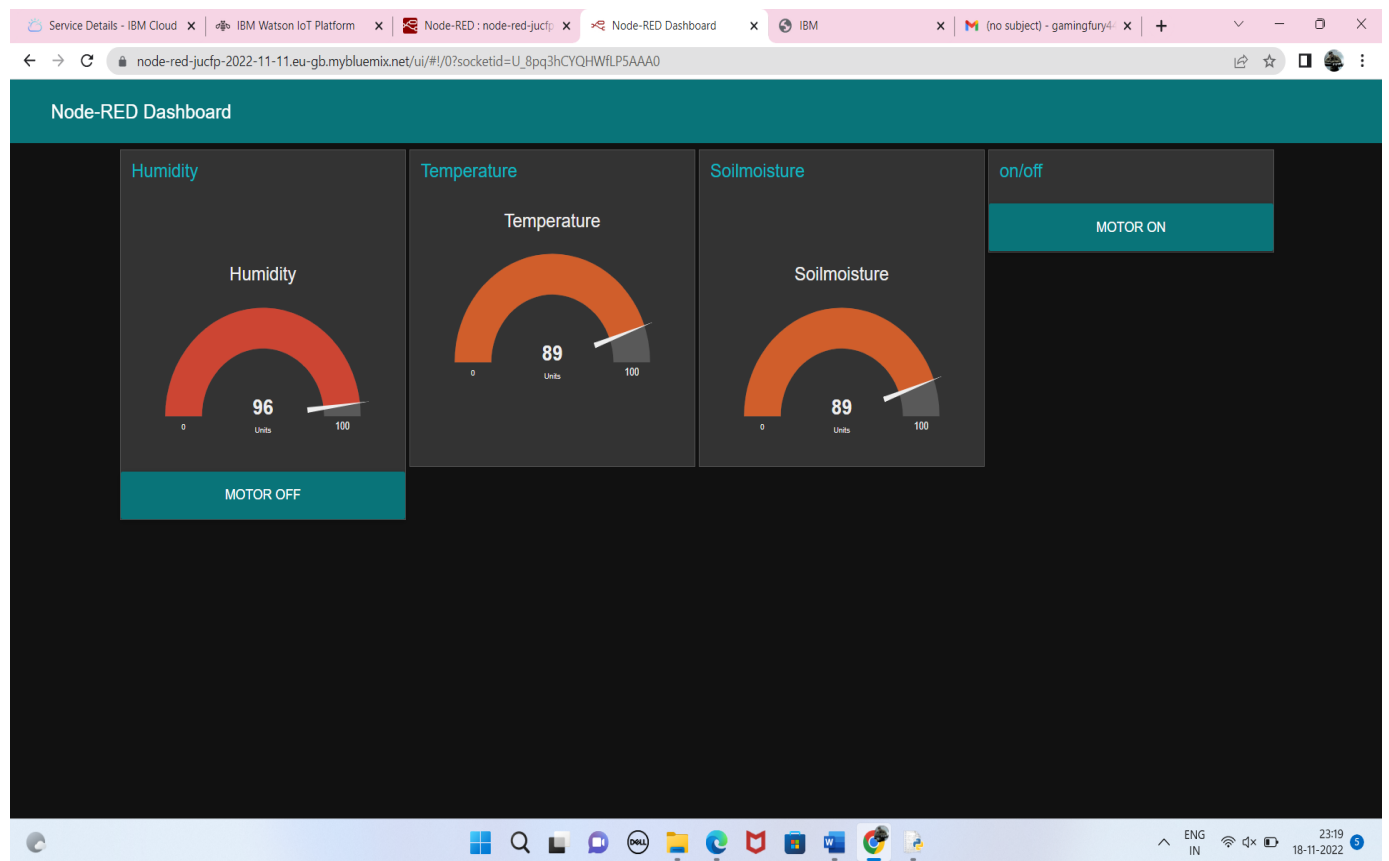 Service Details - IBM Cloud
IBM Watson IoT Platform
Node-RED : node-red-jucfp
Node-RED Dashboard
IBM
(no subject) - gamingfury4
node-red-jucfp-2022-11-11.eu-gb.mybluemix.net/ui/#!/0?socketid=U_8pq3hCYQHWfLP5AAA0
Node-RED Dashboard
Humidity
Humidity
96
Units
0
100
MOTOR OFF
Temperature
Temperature
89
Units
0
100
Soilmoisture
Soilmoisture
89
Units
0
100
on/off
MOTOR ON
DELL
W
ENG
IN
23:19
18-11-2022
5